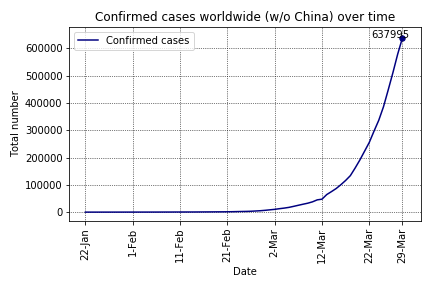 Confirmed cases worldwide (w/o China) over time
Confirmed cases
637995
Total number
600000
500000
400000
300000
200000
100000
0
22-Jan
1-Feb
11-Feb
21-Feb
2-Mar
12-Mar
22-Mar
29-Mar
Date